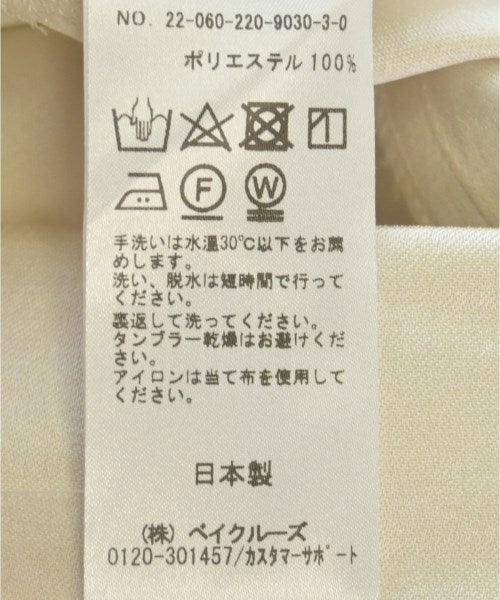 NO. 22-060-220-9030-3-0
ポリエステル 100%
F
W
手洗いは水温30℃以下をお薦
めします。
洗い、脱水は短時間で行って
ください。
裏返して洗ってください。
タンブラー乾燥はお避けくだ
さい。
アイロンは当て布を使用して
ください。
日本製
(株) ベイクルーズ
0120-301457/ｶｽﾀﾏｰｻﾎﾟｰﾄ